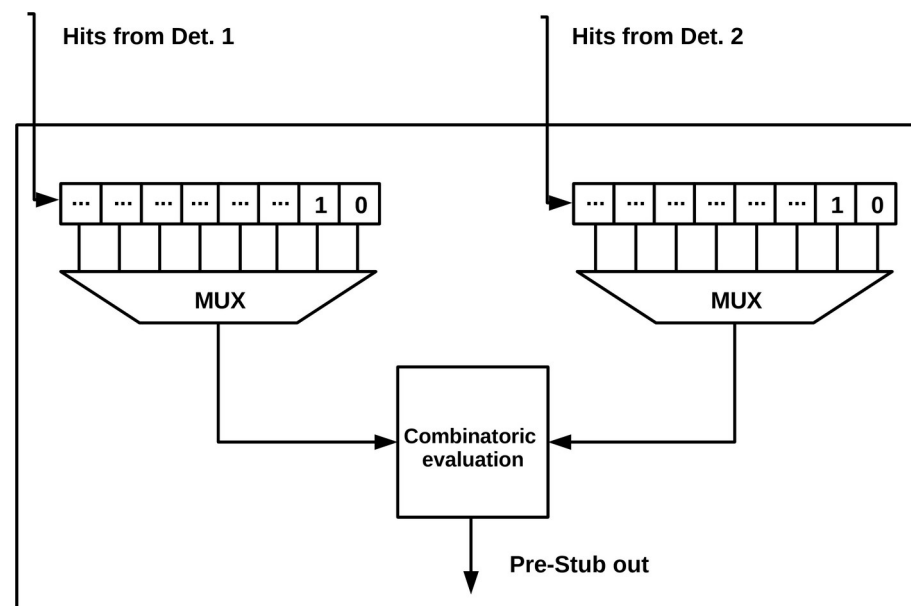 Hits from Det. 1
Hits from Det. 2
... ... ... ... ... ... 1 0
... ... ... ... ... ... 1 0
MUX
MUX
Combinatoric
evaluation
Pre-Stub out